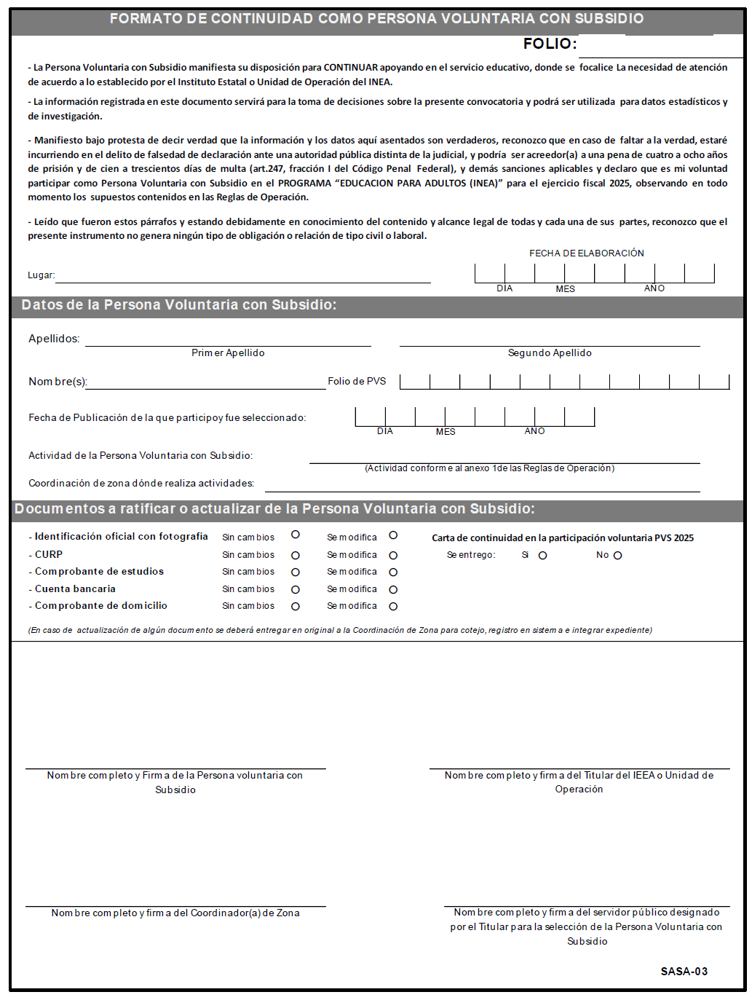 FORMATO DE CONTINUIDAD COMO PERSONA VOLUNTARIA CON SUBSIDIO
FOLIO:
- La Persona Voluntaria con Subsidio manifiesta su disposición para CONTINUAR apoyando en el servicio educativo, donde se focalice La necesidad de atención
de acuerdo a lo establecido por el Instituto Estatal o Unidad de Operación del INEA.
- La información registrada en este documento servirá para la toma de decisiones sobre la presente convocatoria y podrá ser utilizada para datos estadísticos y
de investigación.
- Manifiesto bajo protesta de decir verdad que la información y los datos aquí asentados son verdaderos, reconozco que en caso de faltar a la verdad, estaré
incurriendo en el delito de falsedad de declaración ante una autoridad pública distinta de la judicial, y podría ser acreedor(a) a una pena de cuatro a ocho años
de prisión y de cien a trescientos días de multa (art.247, fracción I del Código Penal Federal), y demás sanciones aplicables y declaro que es mi voluntad
participar como Persona Voluntaria con Subsidio en el PROGRAMA “EDUCACION PARA ADULTOS (INEA)” para el ejercicio fiscal 2025, observando en todo
momento los supuestos contenidos en las Reglas de Operación.
- Leído que fueron estos párrafos y estando debidamente en conocimiento del contenido y alcance legal de todas y cada una de sus partes, reconozco que el
presente instrumento no genera ningún tipo de obligación o relación de tipo civil o laboral.
FECHA DE ELABORACIÓN
Lugar:
DIA MES AÑO
Datos de la Persona Voluntaria con Subsidio:
Apellidos:
Primer Apellido Segundo Apellido
Nombre(s): Folio de PVS
Fecha de Publicación de la que participo y fue seleccionado:
DIA MES AÑO
Actividad de la Persona Voluntaria con Subsidio:
(Actividad conforme al anexo 1 de las Reglas de Operación)
Coordinación de zona dónde realiza actividades:
Documentos a ratificar o actualizar de la Persona Voluntaria con Subsidio:
- Identificación oficial con fotografía Sin cambios Se modifica Carta de continuidad en la participación voluntaria PVS 2025
- CURP Sin cambios Se modifica Se entrego: Si No
- Comprobante de estudios Sin cambios Se modifica
- Cuenta bancaria Sin cambios Se modifica
- Comprobante de domicilio Sin cambios Se modifica
(En caso de actualización de algún documento se deberá entregar en original a la Coordinación de Zona para cotejo, registro en sistema e integrar expediente)
Nombre completo y Firma de la Persona voluntaria con
Subsidio
Nombre completo y firma del Titular del IEEA o Unidad de
Operación
Nombre completo y firma del Coordinador(a) de Zona
Nombre completo y firma del servidor público designado
por el Titular para la selección de la Persona Voluntaria con
Subsidio
SASA-03